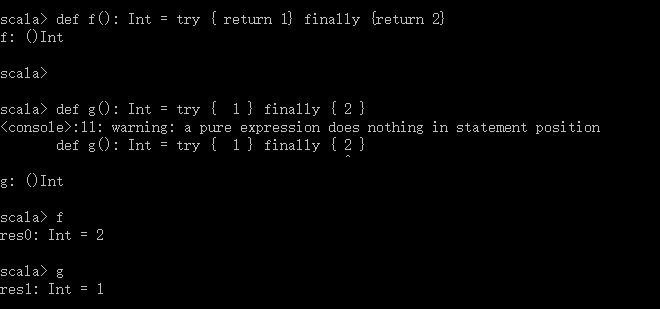 scala> def f(): Int = try { return 1} finally {return 2}
f: ()Int
scala>
scala> def g(): Int = try {  1 } finally { 2 }
<console>:11: warning: a pure expression does nothing in statement position
       def g(): Int = try {  1 } finally { 2 }
                                           ^
g: ()Int
scala> f
res0: Int = 2
scala> g
res1: Int = 1